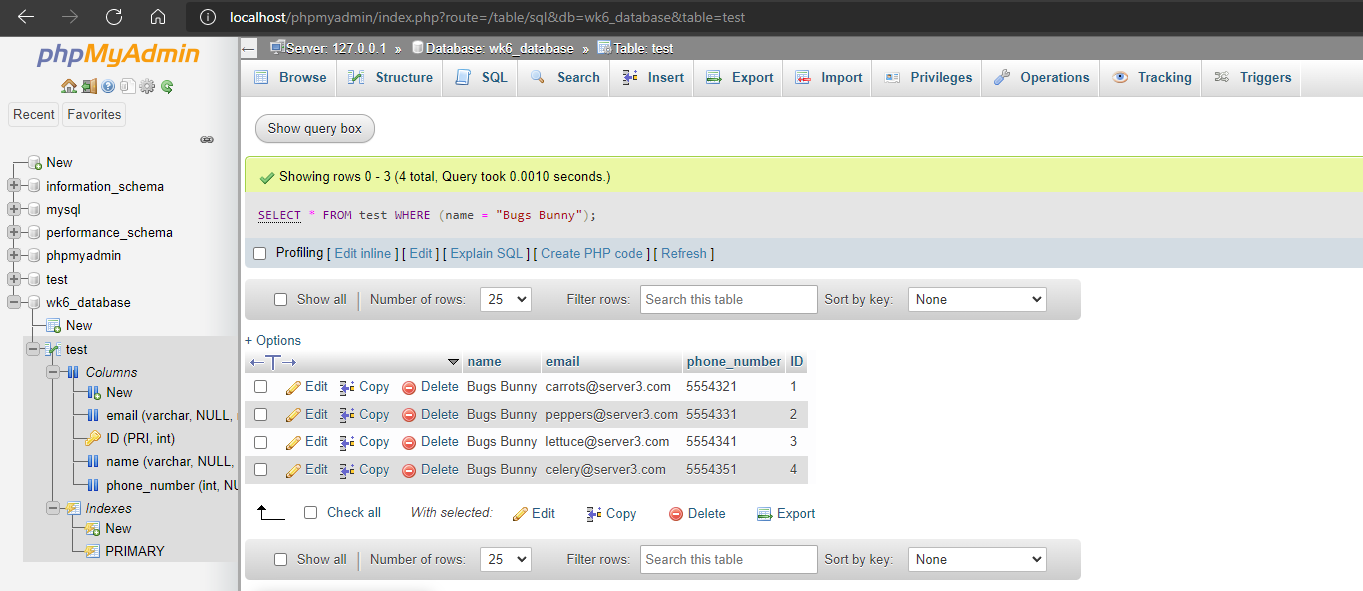 localhost/phpmyadmin/index.php?route=/table/sql&db=wk6_database&table=test
phpMyAdmin
Recent Favorites
New
information_schema
mysql
performance_schema
phpmyadmin
test
wk6_database
New
test
Columns
New
email (varchar, NULL,
ID (PRI, int)
name (varchar, NULL,
phone_number (int, NU
Indexes
New
PRIMARY
Server: 127.0.0.1 » Database: wk6_database » Table: test
Browse Structure SQL Search Insert Export Import Privileges Operations Tracking Triggers
Show query box
Showing rows 0 - 3 (4 total, Query took 0.0010 seconds.)
SELECT * FROM test WHERE (name = "Bugs Bunny");
Profiling [ Edit inline ] [ Edit ] [ Explain SQL ] [ Create PHP code ] [ Refresh ]
Show all Number of rows: 25 Filter rows: Search this table Sort by key: None
+ Options
←T→ name email phone_number ID
Edit Copy Delete Bugs Bunny carrots@server3.com 5554321 1
Edit Copy Delete Bugs Bunny peppers@server3.com 5554331 2
Edit Copy Delete Bugs Bunny lettuce@server3.com 5554341 3
Edit Copy Delete Bugs Bunny celery@server3.com 5554351 4
Check all With selected: Edit Copy Delete Export
Show all Number of rows: 25 Filter rows: Search this table Sort by key: None